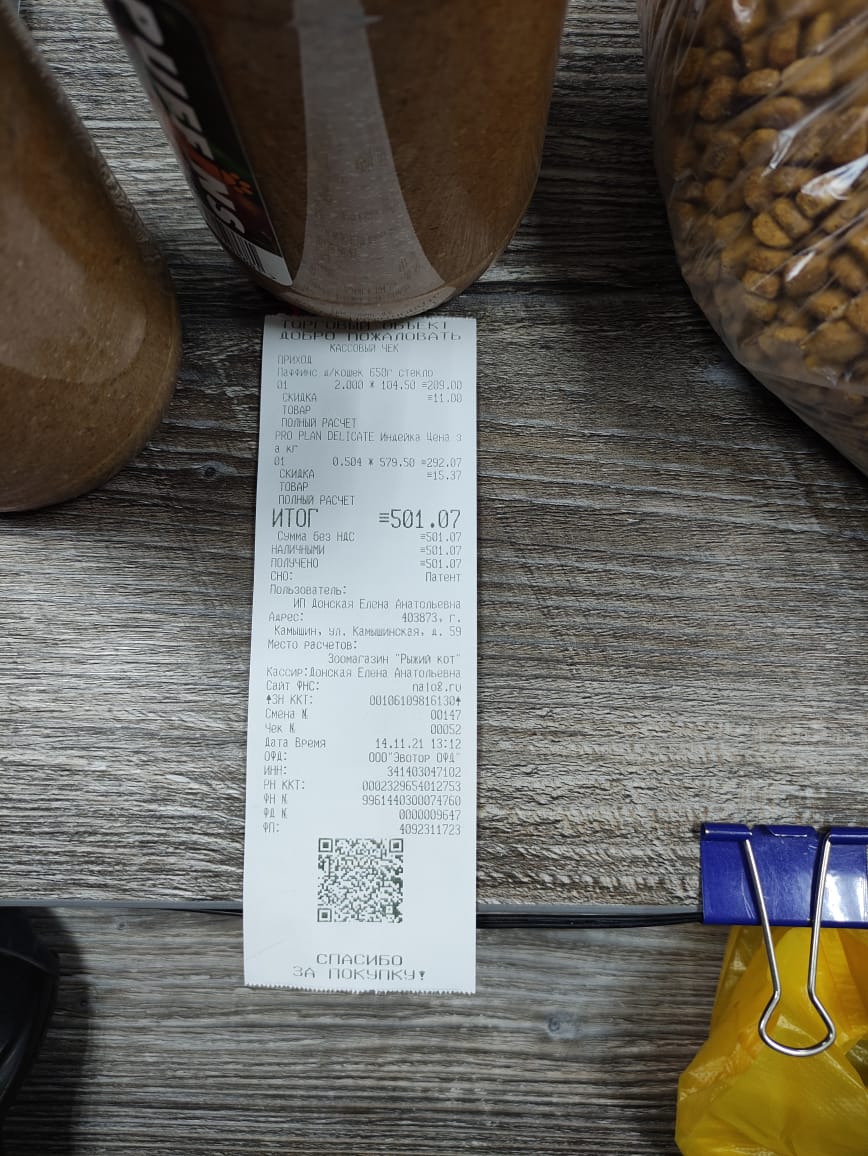 PUFFINS
ТОРГОВЫЙ ОБЪЕКТ
ДОБРО ПОЖАЛОВАТЬ
КАССОВЫЙ ЧЕК
ПРИХОД
Паффинс д/кошек 650г стекло
01 2.000 * 104.50 =209.00
СКИДКА =11.00
ТОВАР
ПОЛНЫЙ РАСЧЕТ
PRO PLAN DELICATE Индейка Цена з
а кг
01 0.504 * 579.50 =292.07
СКИДКА =15.37
ТОВАР
ПОЛНЫЙ РАСЧЕТ
ИТОГ =501.07
Сумма без НДС =501.07
НАЛИЧНЫМИ =501.07
ПОЛУЧЕНО =501.07
СНО: Патент
Пользователь:
ИП Донская Елена Анатольевна
Адрес: 403873, г.
Камышин, ул. Камышинская, д. 59
Место расчетов:
Зоомагазин "Рыжий кот"
Кассир:Донская Елена Анатольевна
Сайт ФНС: nalog.ru
ЗН ККТ: 00106109816130
Смена № 00147
Чек № 00052
Дата Время 14.11.21 13:12
ОФД: ООО"Эвотор ОФД"
ИНН: 341403047102
РН ККТ: 0002329654012753
ФН № 9961440300074760
ФД № 0000009647
ФП: 4092311723
СПАСИБО
ЗА ПОКУПКУ!